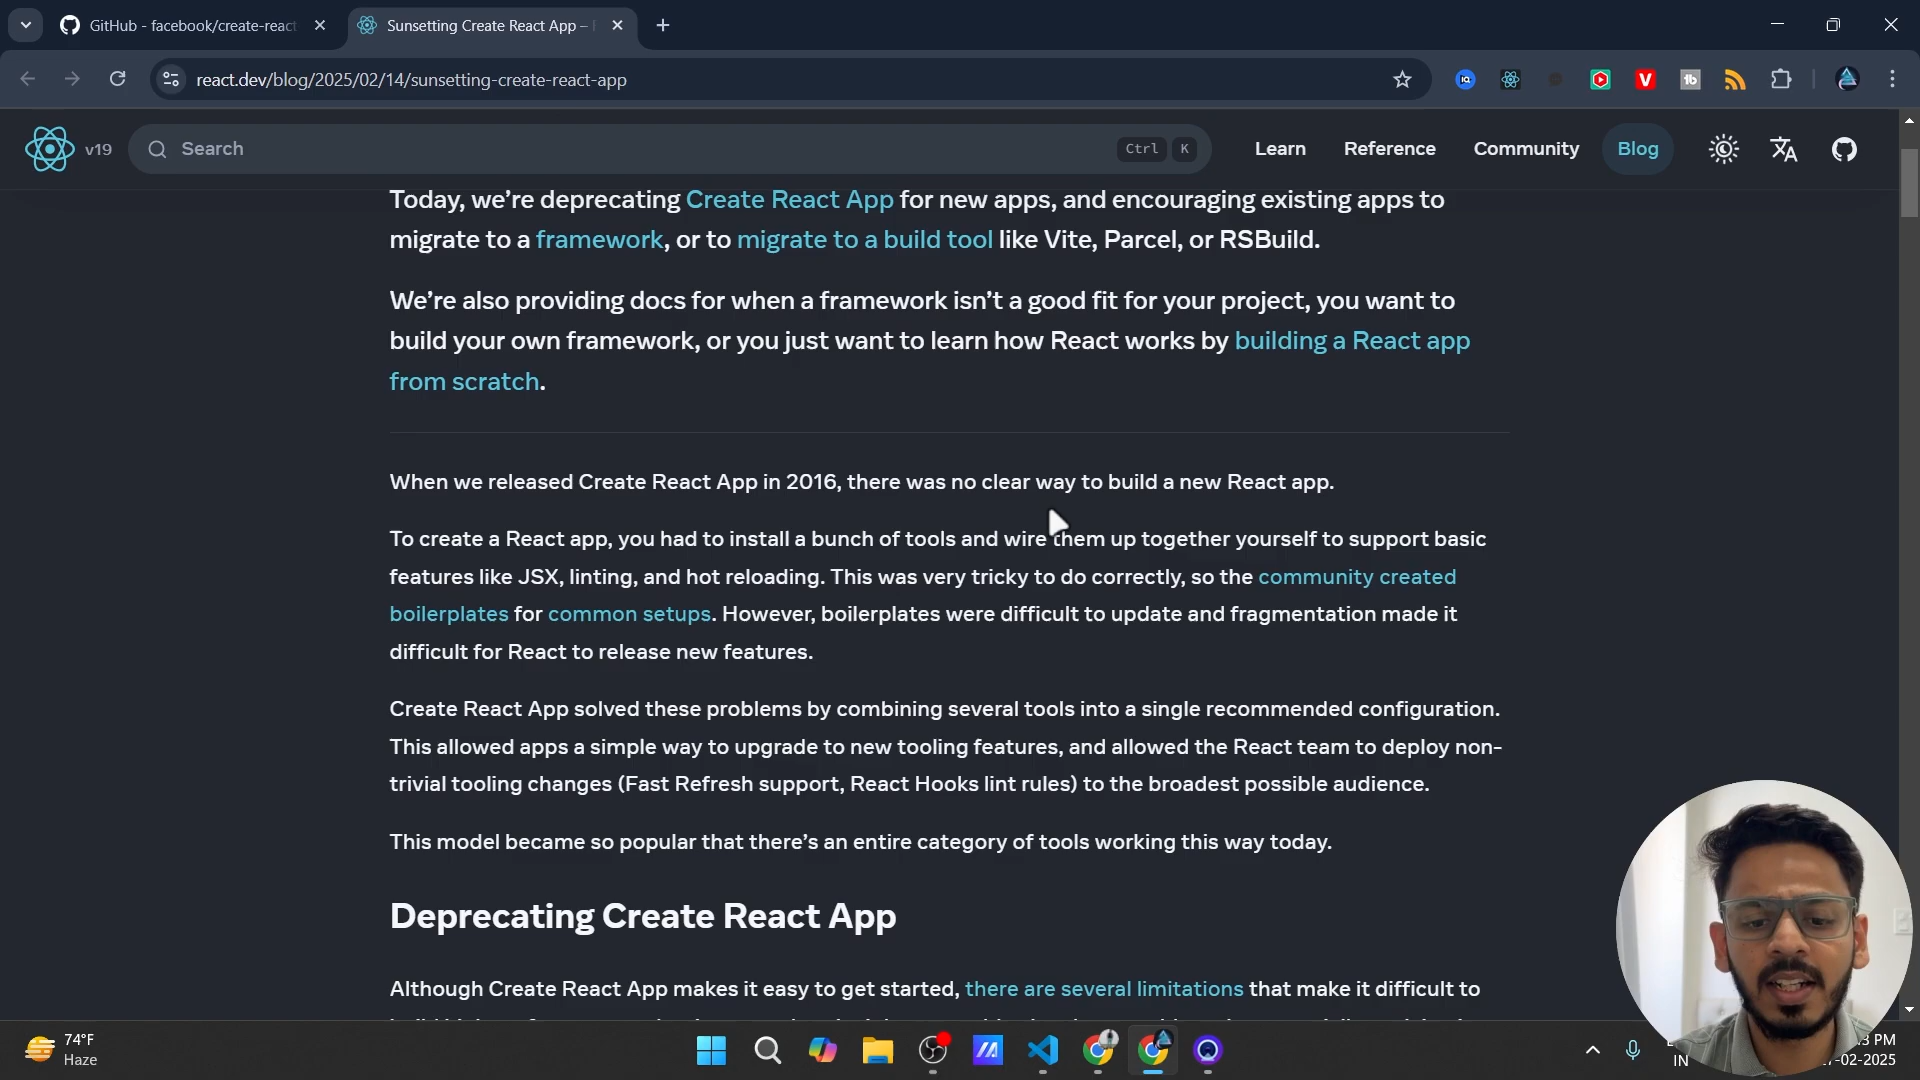 GitHub - facebook/create-react
Sunsetting Create React App –
react.dev/blog/2025/02/14/sunsetting-create-react-app
v19
Search
Ctrl K
Learn
Reference
Community
Blog
Today, we’re deprecating Create React App for new apps, and encouraging existing apps to
migrate to a framework, or to migrate to a build tool like Vite, Parcel, or RSBuild.
We’re also providing docs for when a framework isn’t a good fit for your project, you want to
build your own framework, or you just want to learn how React works by building a React app
from scratch.
When we released Create React App in 2016, there was no clear way to build a new React app.
To create a React app, you had to install a bunch of tools and wire them up together yourself to support basic
features like JSX, linting, and hot reloading. This was very tricky to do correctly, so the community created
boilerplates for common setups. However, boilerplates were difficult to update and fragmentation made it
difficult for React to release new features.
Create React App solved these problems by combining several tools into a single recommended configuration.
This allowed apps a simple way to upgrade to new tooling features, and allowed the React team to deploy non-
trivial tooling changes (Fast Refresh support, React Hooks lint rules) to the broadest possible audience.
This model became so popular that there’s an entire category of tools working this way today.
Deprecating Create React App
Although Create React App makes it easy to get started, there are several limitations that make it difficult to
74°F
Haze
IN
PM
-02-2025